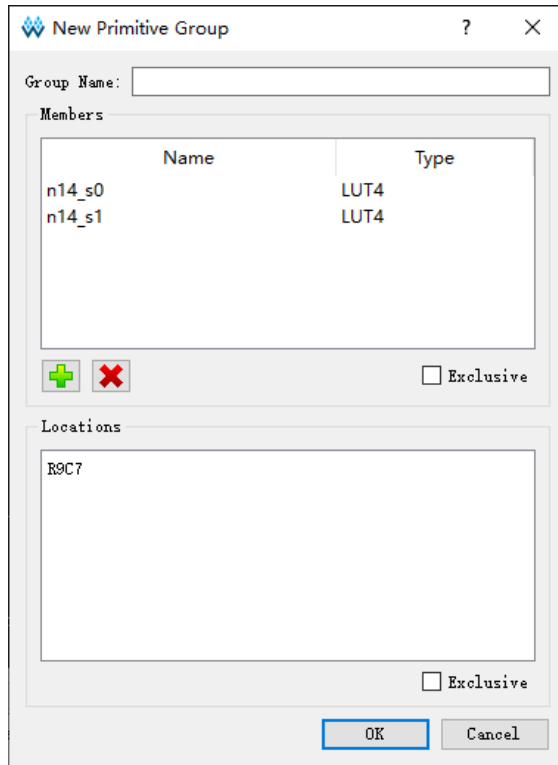 New Primitive Group ?
Group Name:
Members
Name Type
n14_s0 LUT4
n14_s1 LUT4
Exclusive
Locations
R9C7
Exclusive
OK Cancel